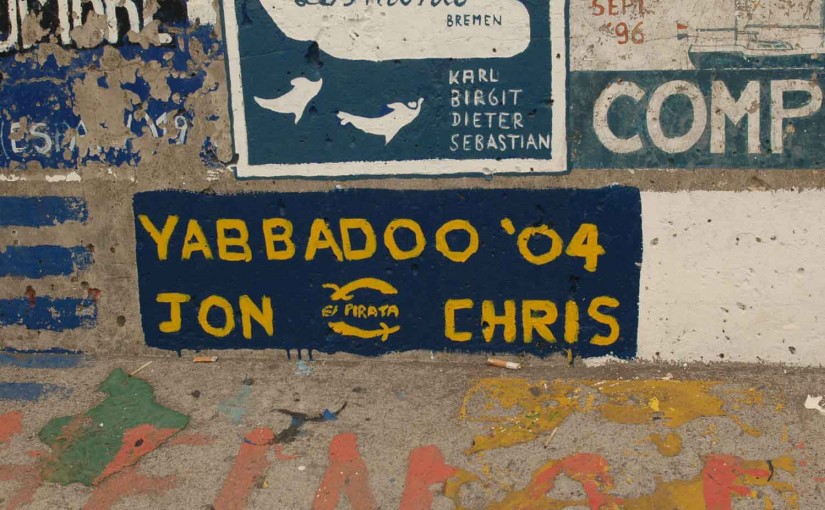 BREMEN
KARL
BIRGIT
DIETER
SEBASTIAN
SEPT.
'96
COMP
YABBADOO '04
JON El PIRATA CHRIS